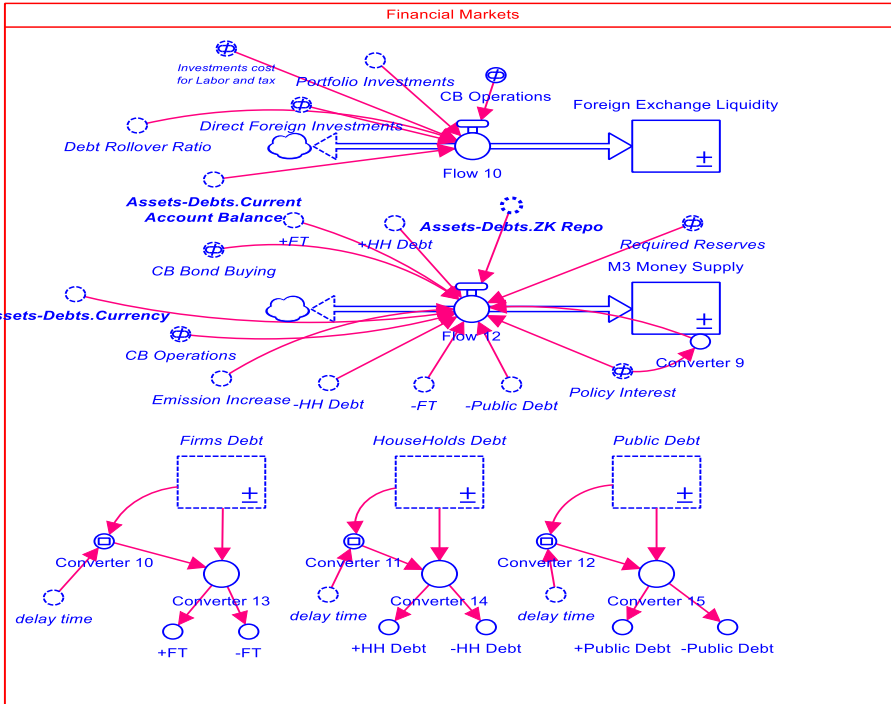 Financial Markets
Investments cost
for Labor and tax
Portfolio Investments
CB Operations
Foreign Exchange Liquidity
Direct Foreign Investments
Debt Rollover Ratio
Flow 10
Assets-Debts.Current
Account Balance
Assets-Debts.ZK Repo
+FT
+HH Debt
Required Reserves
CB Bond Buying
M3 Money Supply
ssets-Debts.Currency
Flow 12
CB Operations
Converter 9
Emission Increase
-HH Debt
-FT
-Public Debt
Policy Interest
Firms Debt
HouseHolds Debt
Public Debt
Converter 10
Converter 11
Converter 12
Converter 13
Converter 14
Converter 15
delay time
delay time
delay time
+FT
-FT
+HH Debt
-HH Debt
+Public Debt
-Public Debt